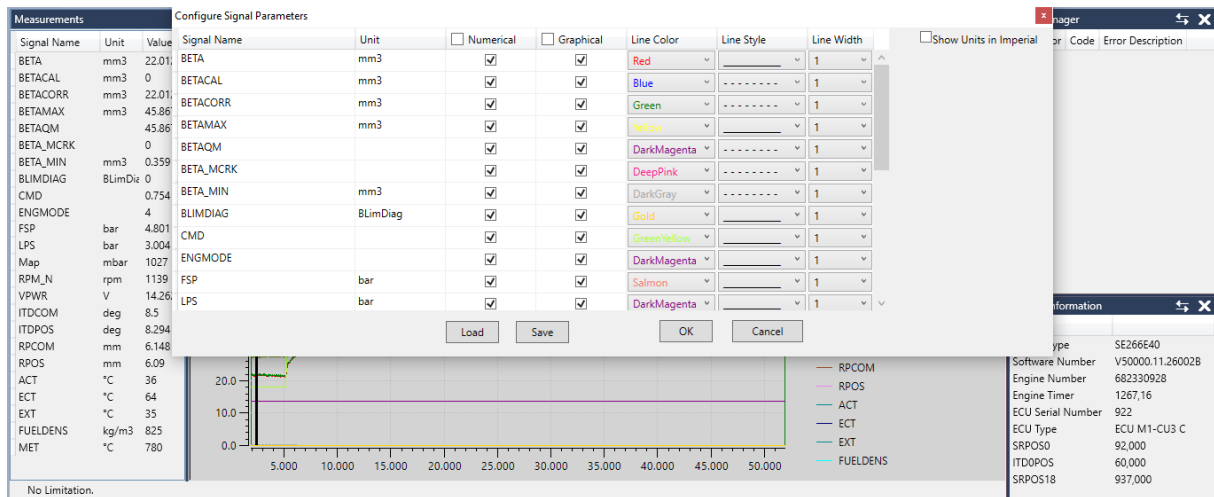 Measurements
Signal Name Unit Value
BETA mm3 22.01
BETACAL mm3 0
BETACORR mm3 22.01
BETAMAX mm3 45.86
BETAQM 45.86
BETA_MCRK 0
BETA_MIN mm3 0.359
BLIMDIAG BLimDia 0
CMD 0.754
ENGMODE 4
FSP bar 4.801
LPS bar 3.004
Map mbar 1027
RPM_N rpm 1139
VPWR V 14.26
ITDCOM deg 8.5
ITDPOS deg 8.294
RPCOM mm 6.148
RPOS mm 6.09
ACT °C 36
ECT °C 64
EXT °C 35
FUELDENS kg/m3 825
MET °C 780
No Limitation.
Configure Signal Parameters
x
Signal Name Unit Numerical Graphical Line Color Line Style Line Width Show Units in Imperial
BETA mm3 Red 1
BETACAL mm3 Blue 1
BETACORR mm3 Green 1
BETAMAX mm3 Yellow 1
BETAQM DarkMagenta 1
BETA_MCRK DeepPink 1
BETA_MIN mm3 DarkGray 1
BLIMDIAG BLimDiag Gold 1
CMD GreenYellow 1
ENGMODE DarkMagenta 1
FSP bar Salmon 1
LPS bar DarkMagenta 1
Load Save OK Cancel
20.0
10.0
0.0
5.000 10.000 15.000 20.000 25.000 30.000 35.000 40.000 45.000 50.000
RPCOM
RPOS
ACT
ECT
EXT
FUELDENS
nager
or Code Error Description
formation
ype SE266E40
Software Number V50000.11.26002B
Engine Number 682330928
Engine Timer 1267,16
ECU Serial Number 922
ECU Type ECU M1-CU3 C
SRPOS0 92,000
ITD0POS 60,000
SRPOS18 937,000